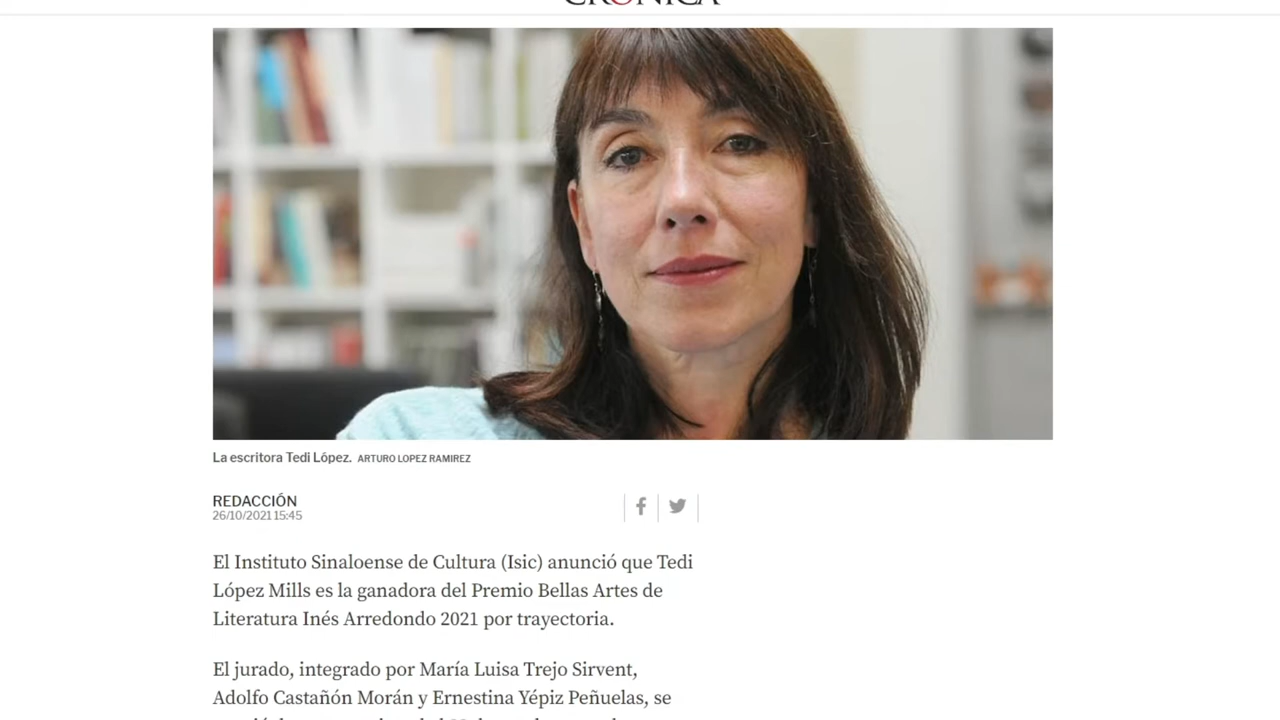 CRÓNICA
La escritora Tedi López. ARTURO LOPEZ RAMIREZ
REDACCIÓN
26/10/2021 15:45
El Instituto Sinaloense de Cultura (Isic) anunció que Tedi
López Mills es la ganadora del Premio Bellas Artes de
Literatura Inés Arredondo 2021 por trayectoria.
El jurado, integrado por María Luisa Trejo Sirvent,
Adolfo Castañón Morán y Ernestina Yépiz Peñuelas, se